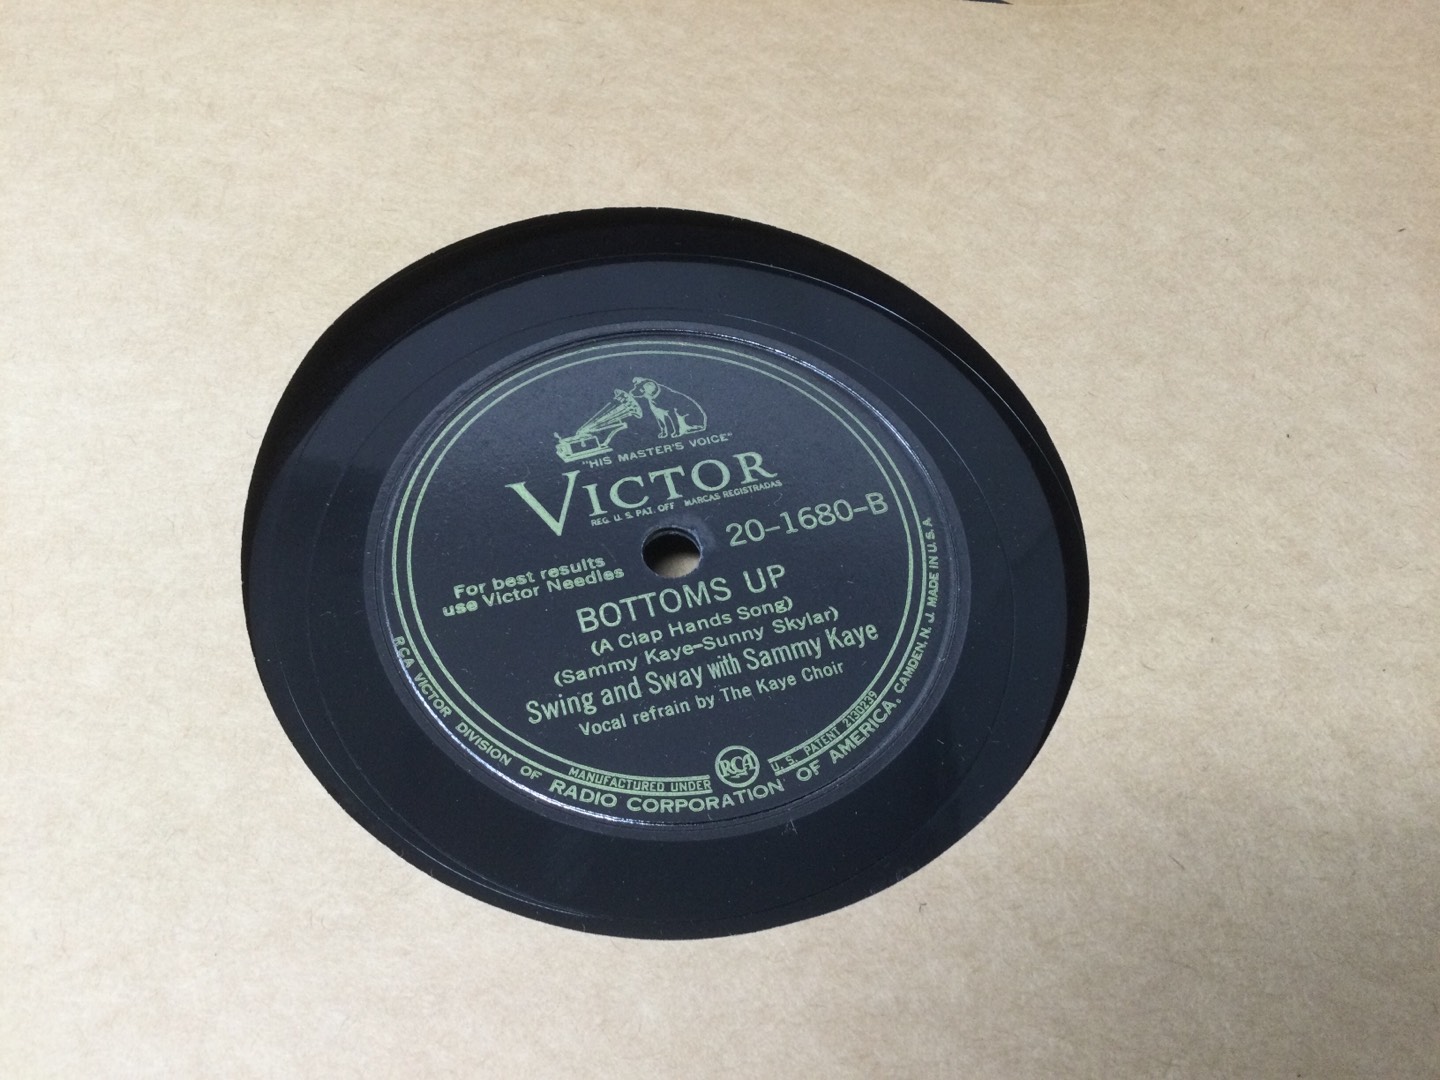 "HIS MASTER'S VOICE"
VICTOR
REG. U. S. PAT. OFF MARCAS REGISTRADAS
20-1680-B
For best results
use Victor Needles
BOTTOMS UP
(A Clap Hands Song)
(Sammy Kaye-Sunny Skylar)
Swing and Sway with Sammy Kaye
Vocal refrain by The Kaye Choir
MANUFACTURED UNDER RCA U. S. PATENT 2130239
RCA VICTOR DIVISION OF RADIO CORPORATION OF AMERICA, CAMDEN, N. J. MADE IN U.S.A